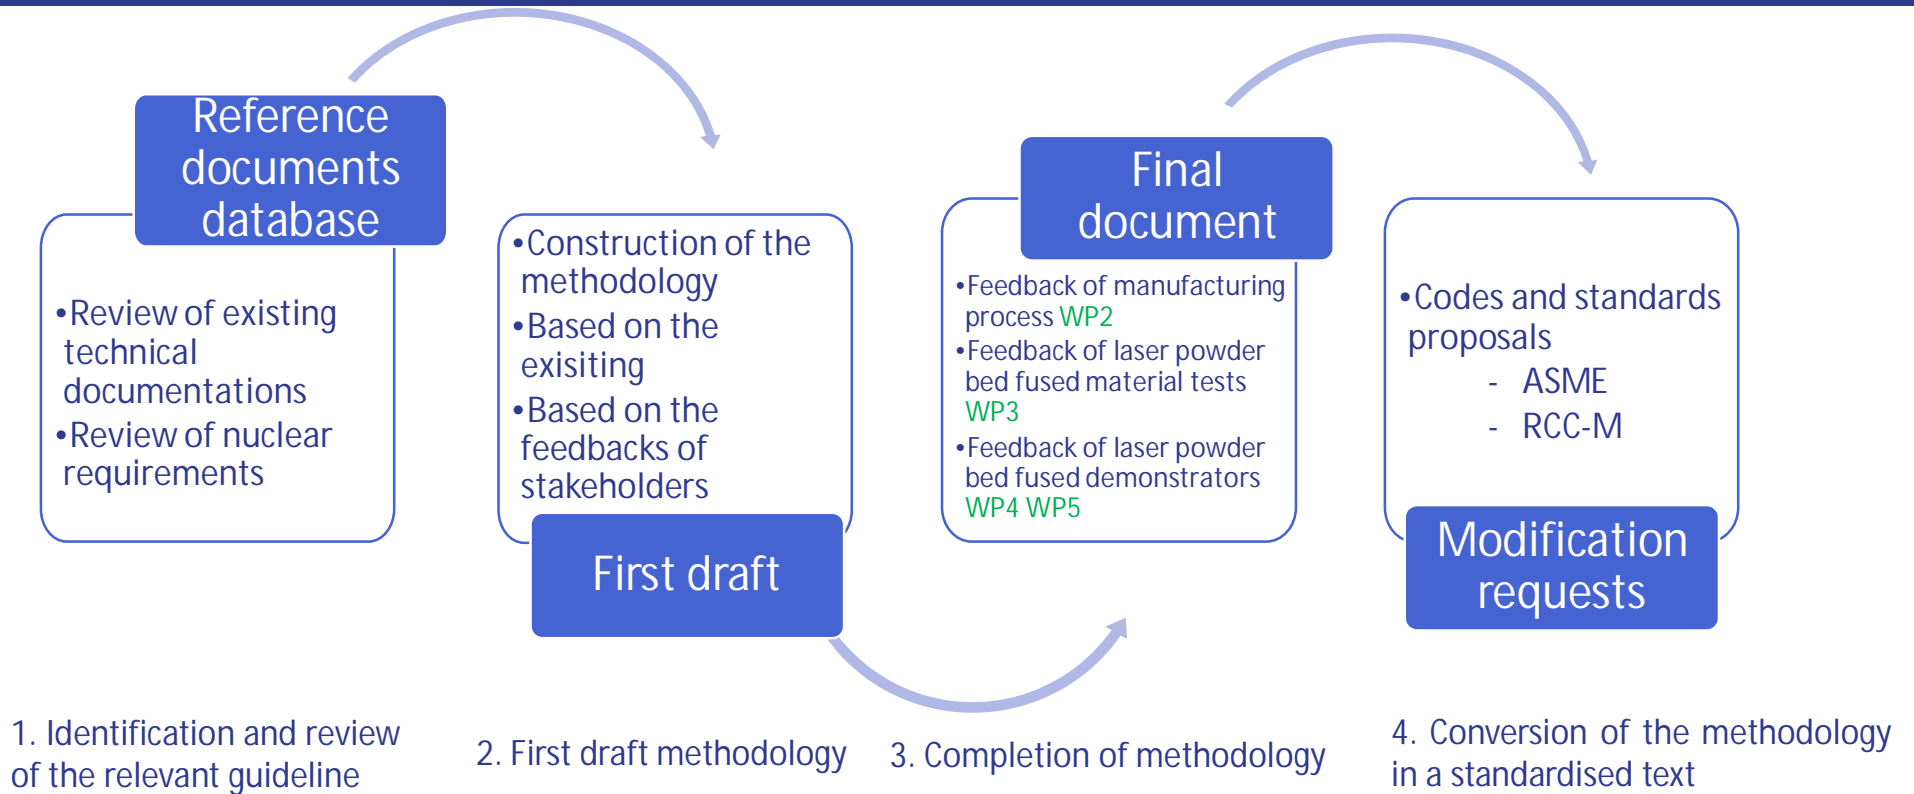 Reference
documents
database
•Review of existing
technical
documentations
•Review of nuclear
requirements
•Construction of the
methodology
•Based on the
exisiting
•Based on the
feedbacks of
stakeholders
First draft
Final
document
•Feedback of manufacturing
process WP2
•Feedback of laser powder
bed fused material tests
WP3
•Feedback of laser powder
bed fused demonstrators
WP4 WP5
•Codes and standards
proposals
- ASME
- RCC-M
Modification
requests
1. Identification and review
of the relevant guideline
2. First draft methodology
3. Completion of methodology
4. Conversion of the methodology
in a standardised text